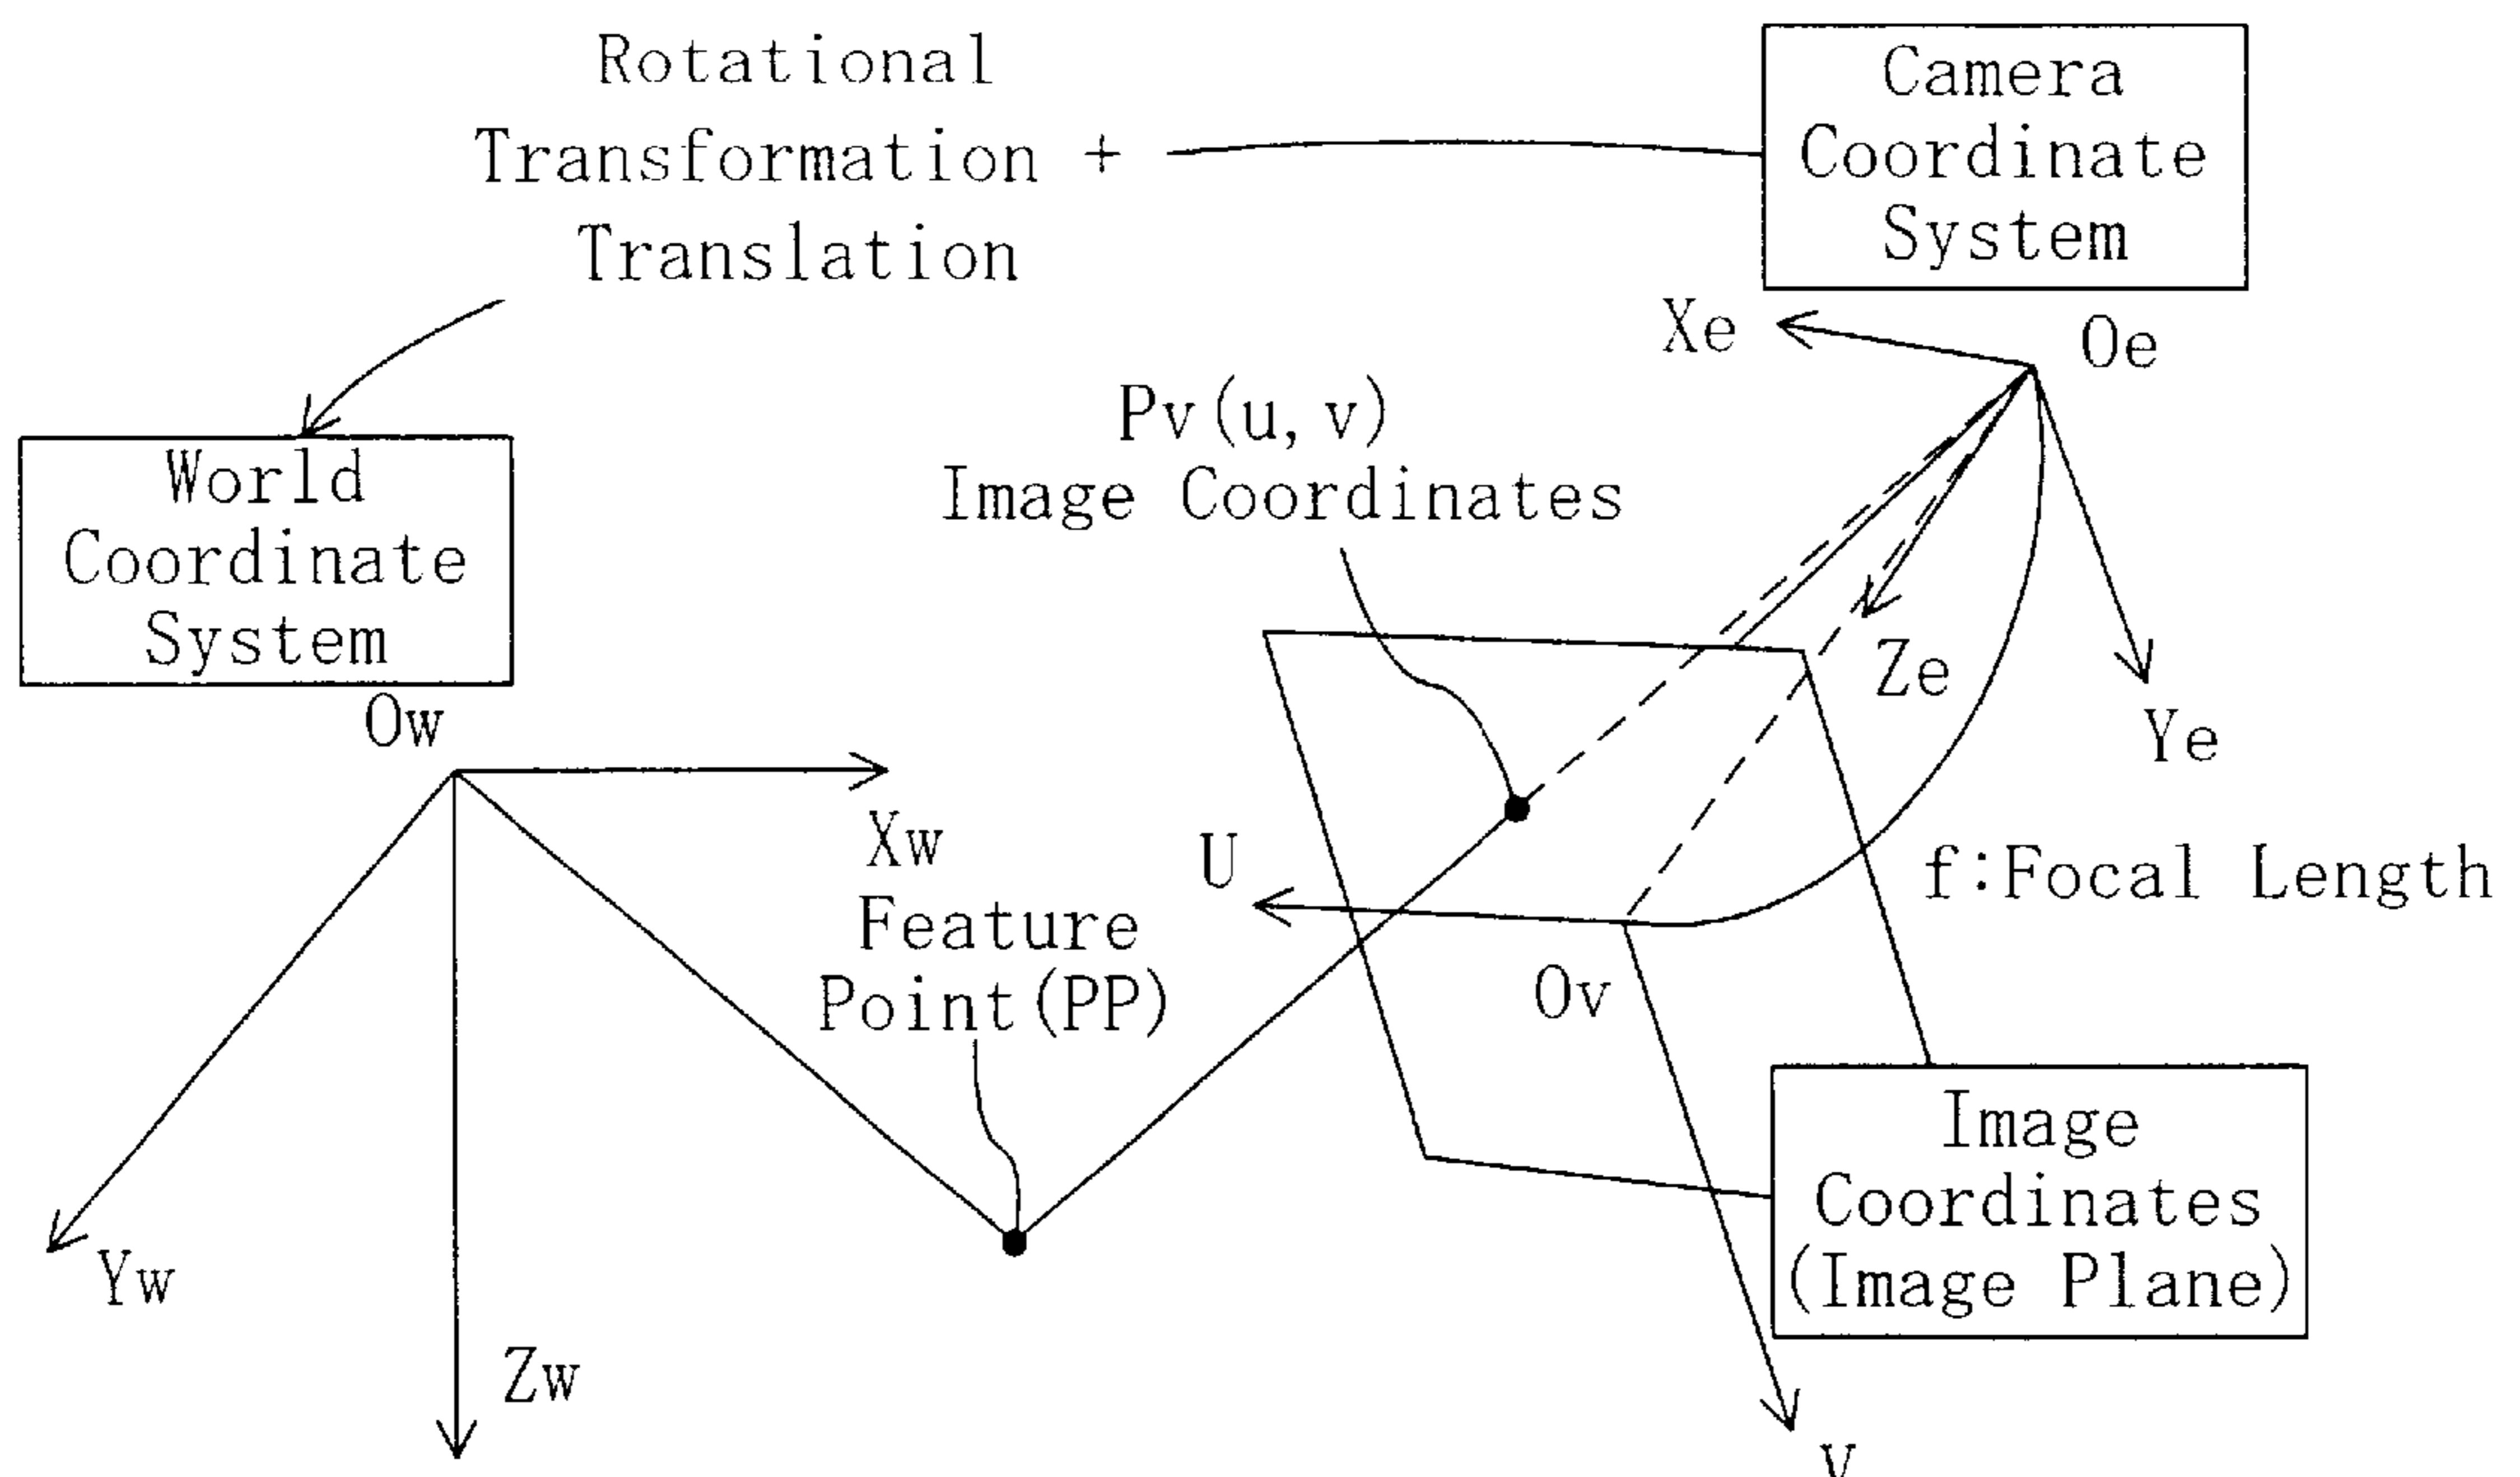 Rotational
Transformation +
Translation
Camera
Coordinate
System
Xe
Oe
Pv(u, v)
Image Coordinates
World
Coordinate
System
Ze
Ow
Ye
Xw
U
f:Focal Length
Feature
Point(PP)
Ov
Image
Coordinates
(Image Plane)
Yw
Zw
V